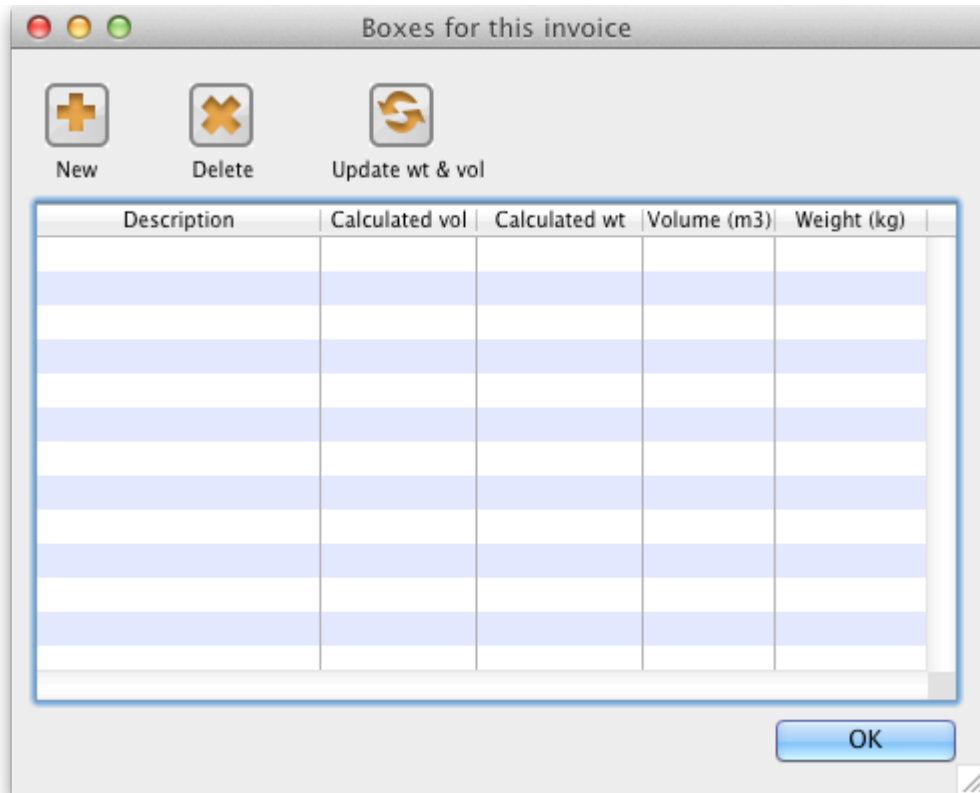 Boxes for this invoice
New Delete Update wt & vol
Description Calculated vol Calculated wt Volume (m3) Weight (kg)
OK